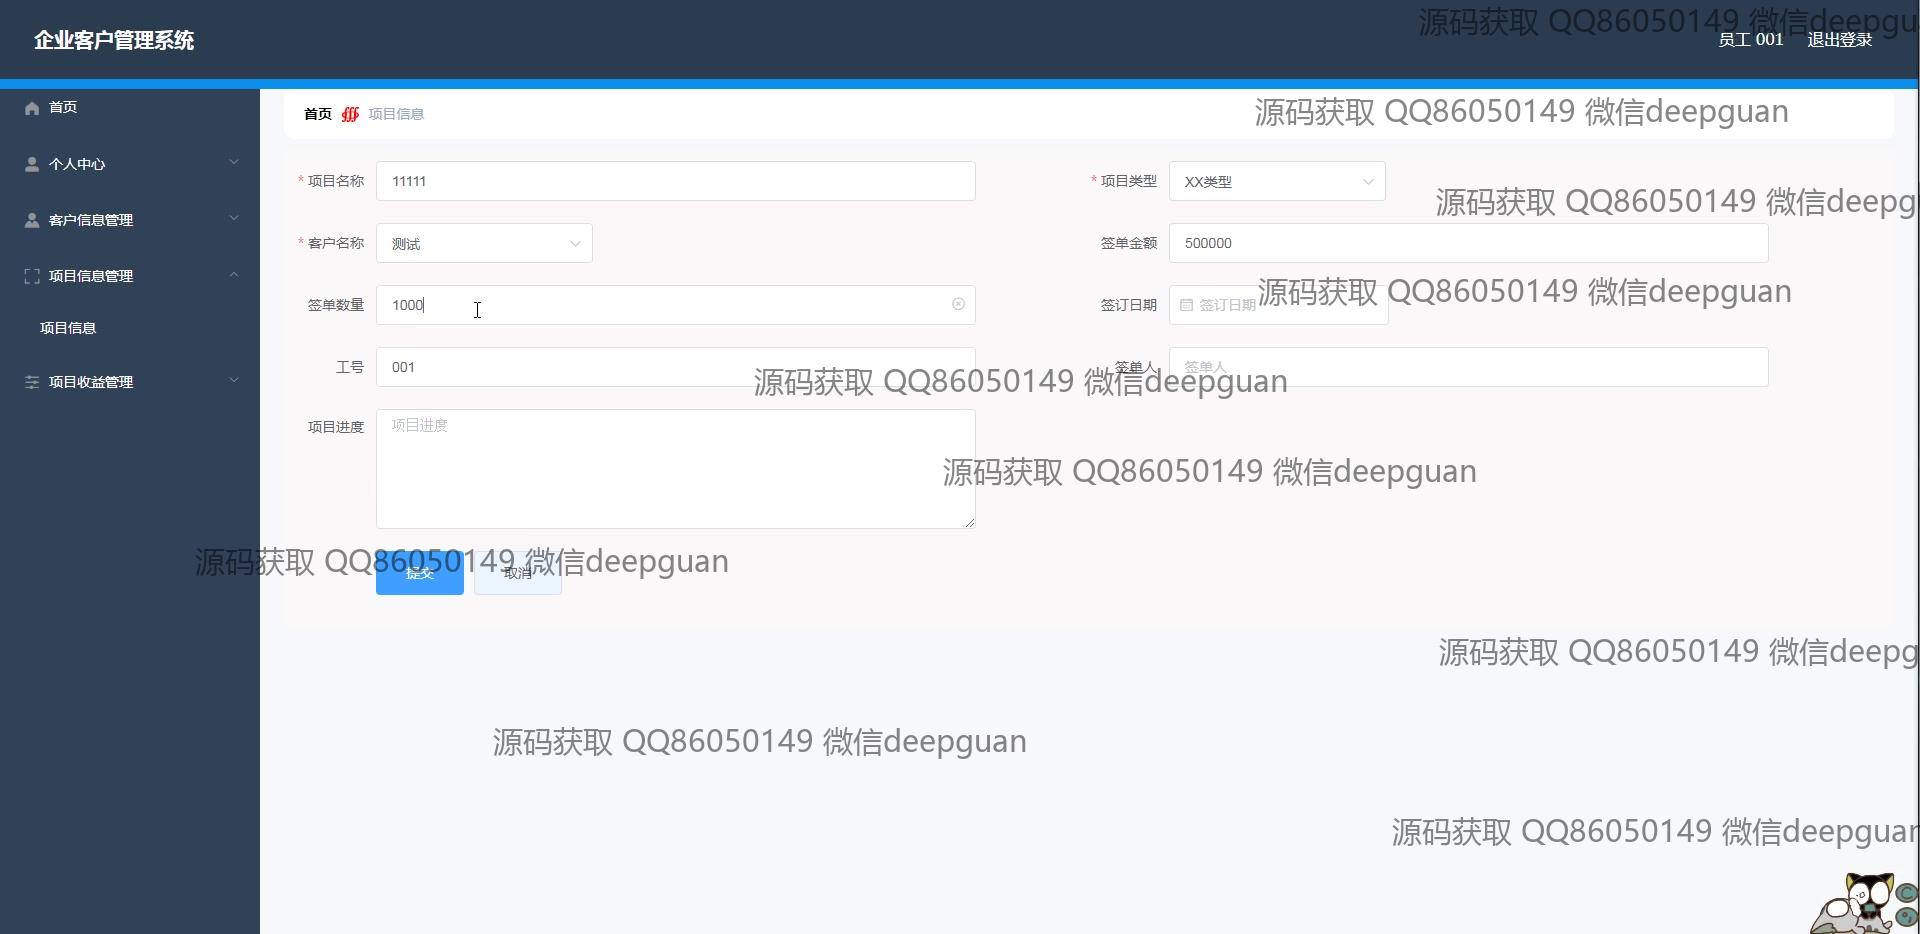 企业客户管理系统
源码获取 QQ86050149 微信deepgu
员工 001 退出登录
首页
个人中心
客户信息管理
项目信息管理
项目信息
项目收益管理
首页 项目信息
源码获取 QQ86050149 微信deepguan
* 项目名称 11111
* 项目类型 XX类型
源码获取 QQ86050149 微信deepg
* 客户名称 测试
签单金额 500000
签单数量 1000
签订日期 签订日期
源码获取 QQ86050149 微信deepguan
工号 001
签单人 签单人
源码获取 QQ86050149 微信deepguan
项目进度 项目进度
源码获取 QQ86050149 微信deepguan
源码获取 QQ86050149 微信deepguan
提交 取消
源码获取 QQ86050149 微信deepg
源码获取 QQ86050149 微信deepguan
源码获取 QQ86050149 微信deepguan